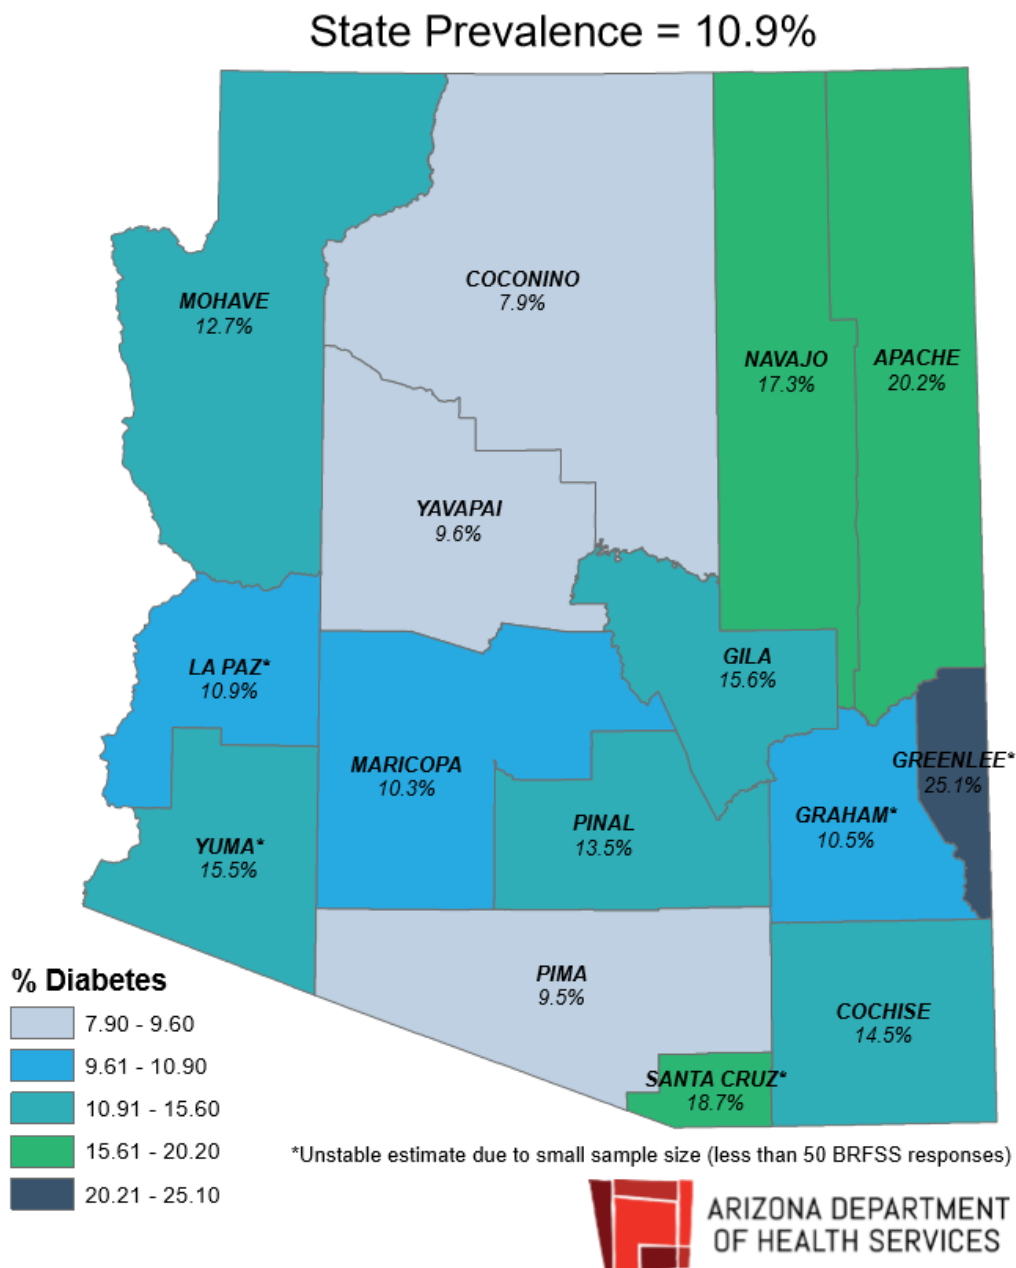 State Prevalence = 10.9%
MOHAVE
12.7%
COCONINO
7.9%
NAVAJO
17.3%
APACHE
20.2%
YAVAPAI
9.6%
LA PAZ*
10.9%
GILA
15.6%
MARICOPA
10.3%
GREENLEE*
25.1%
PINAL
13.5%
GRAHAM*
10.5%
YUMA*
15.5%
PIMA
9.5%
COCHISE
14.5%
SANTA CRUZ*
18.7%
% Diabetes
7.90 - 9.60
9.61 - 10.90
10.91 - 15.60
15.61 - 20.20
20.21 - 25.10
*Unstable estimate due to small sample size (less than 50 BRFSS responses)
ARIZONA DEPARTMENT
OF HEALTH SERVICES